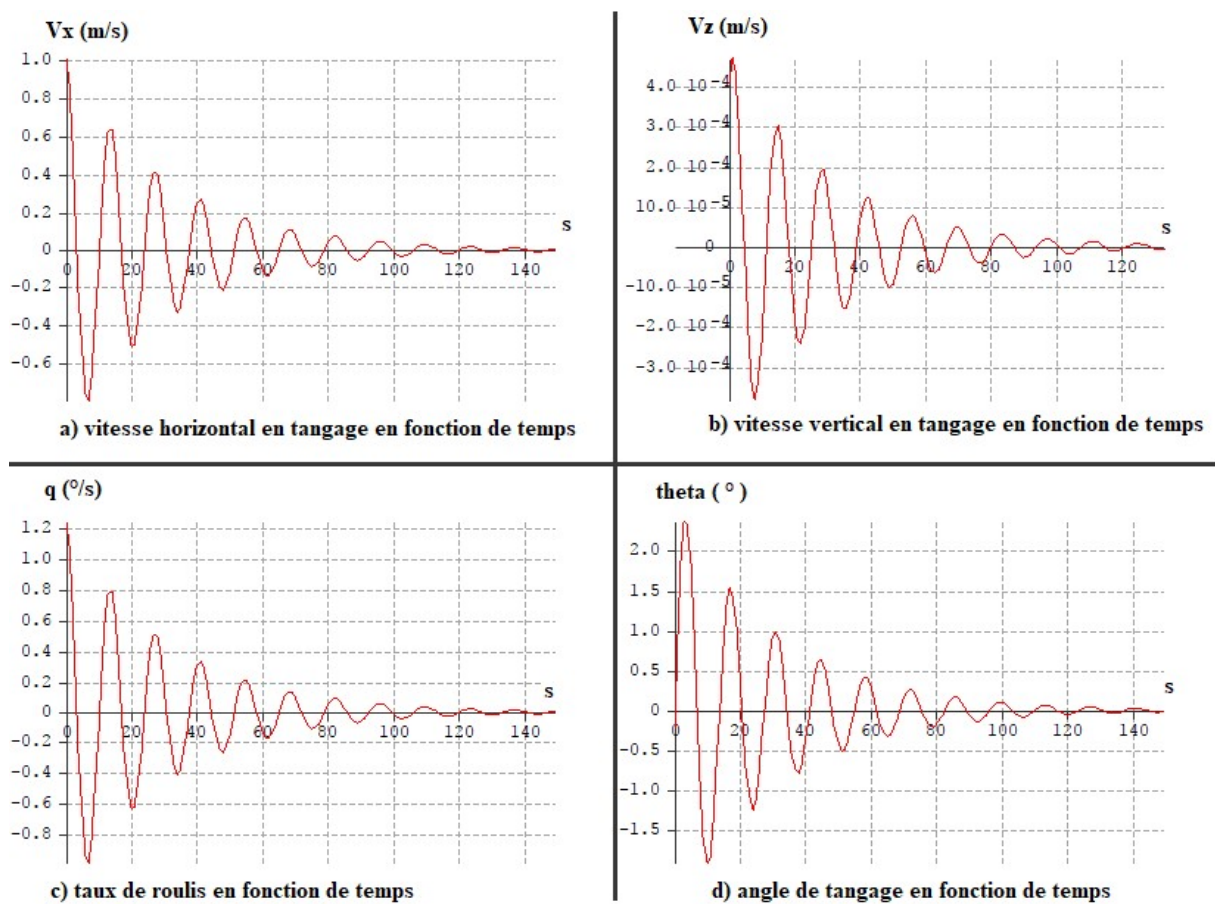 Vx (m/s)
1.0
0.8
0.6
0.4
0.2
0
-0.2
-0.4
-0.6
0 20 40 60 80 100 120 140
s
a) vitesse horizontal en tangage en fonction de temps
Vz (m/s)
4.0 10-4
3.0 10-4
2.0 10-4
10.0 10-5
0
-10.0 10-5
-2.0 10-4
-3.0 10-4
0 20 40 60 80 100 120
s
b) vitesse vertical en tangage en fonction de temps
q (°/s)
1.2
1.0
0.8
0.6
0.4
0.2
0
-0.2
-0.4
-0.6
-0.8
0 20 40 60 80 100 120 140
s
c) taux de roulis en fonction de temps
theta ( ° )
2.0
1.5
1.0
0.5
0
-0.5
-1.0
-1.5
0 20 40 60 80 100 120 140
s
d) angle de tangage en fonction de temps